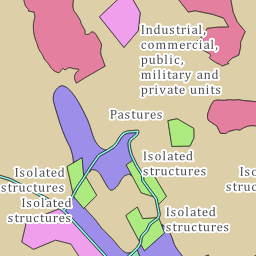 Industrial,
commercial,
public,
military and
private units
Pastures
Isolated
structures
Isolated
structures
Isolated
structures
Isolated
structures